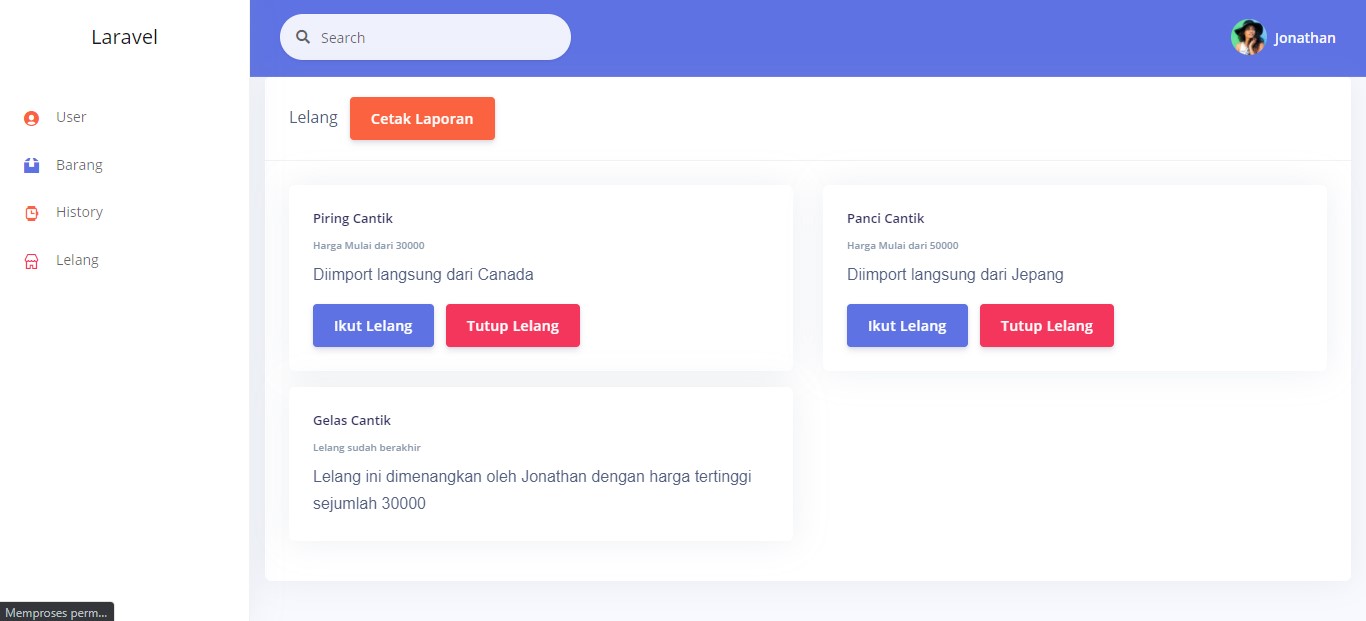 Laravel
Search
Jonathan
User
Barang
History
Lelang
Lelang
Cetak Laporan
Piring Cantik
Harga Mulai dari 30000
Diimport langsung dari Canada
Ikut Lelang
Tutup Lelang
Panci Cantik
Harga Mulai dari 50000
Diimport langsung dari Jepang
Ikut Lelang
Tutup Lelang
Gelas Cantik
Lelang sudah berakhir
Lelang ini dimenangkan oleh Jonathan dengan harga tertinggi
sejumlah 30000
Memproses perm...